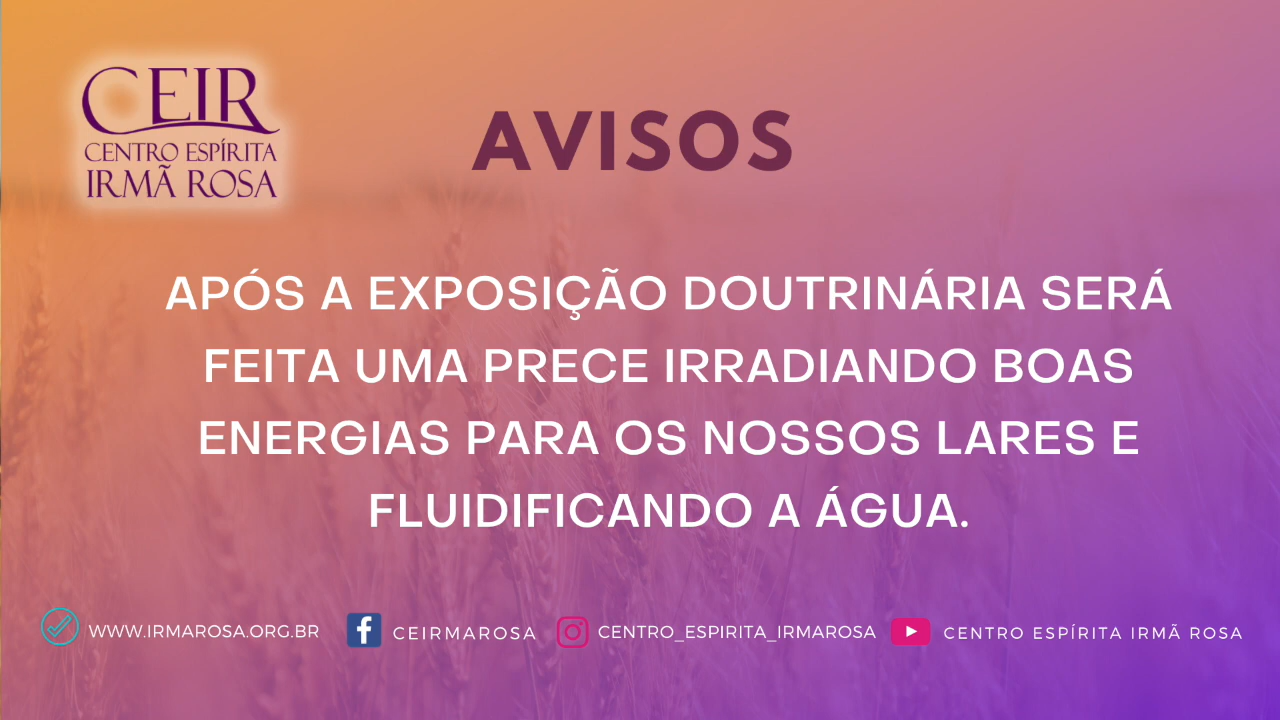 CEIR
CENTRO ESPÍRITA
IRMÃ ROSA
AVISOS
APÓS A EXPOSIÇÃO DOUTRINÁRIA SERÁ
FEITA UMA PRECE IRRADIANDO BOAS
ENERGIAS PARA OS NOSSOS LARES E
FLUIDIFICANDO A ÁGUA.
WWW.IRMAROSA.ORG.BR CEIRMAROSA CENTRO_ESPIRITA_IRMAROSA CENTRO ESPÍRITA IRMÃ ROSA